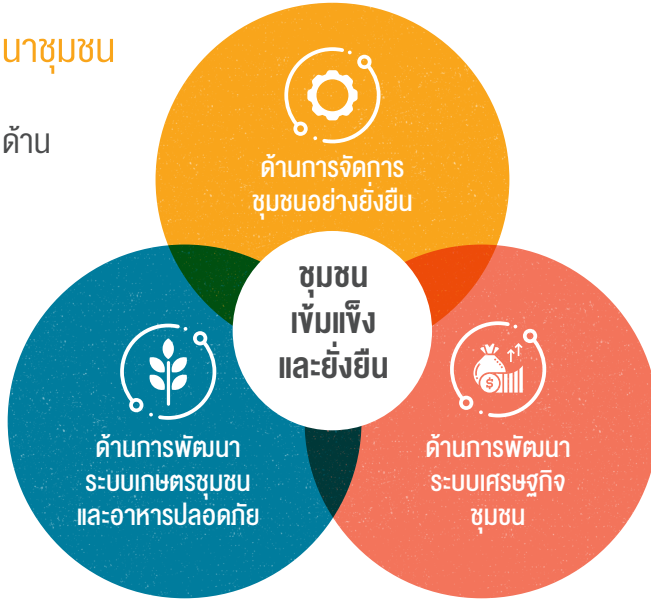 นาชุมชน
ด้าน
ด้านการจัดการ
ชุมชนอย่างยั่งยืน
ชุมชน
เข้มแข็ง
และยั่งยืน
ด้านการพัฒนา
ระบบเกษตรชุมชน
และอาหารปลอดภัย
ด้านการพัฒนา
ระบบเศรษฐกิจ
ชุมชน
$